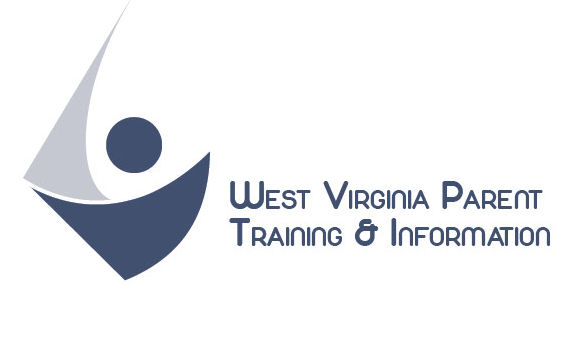 West Virginia Parent
Training & Information